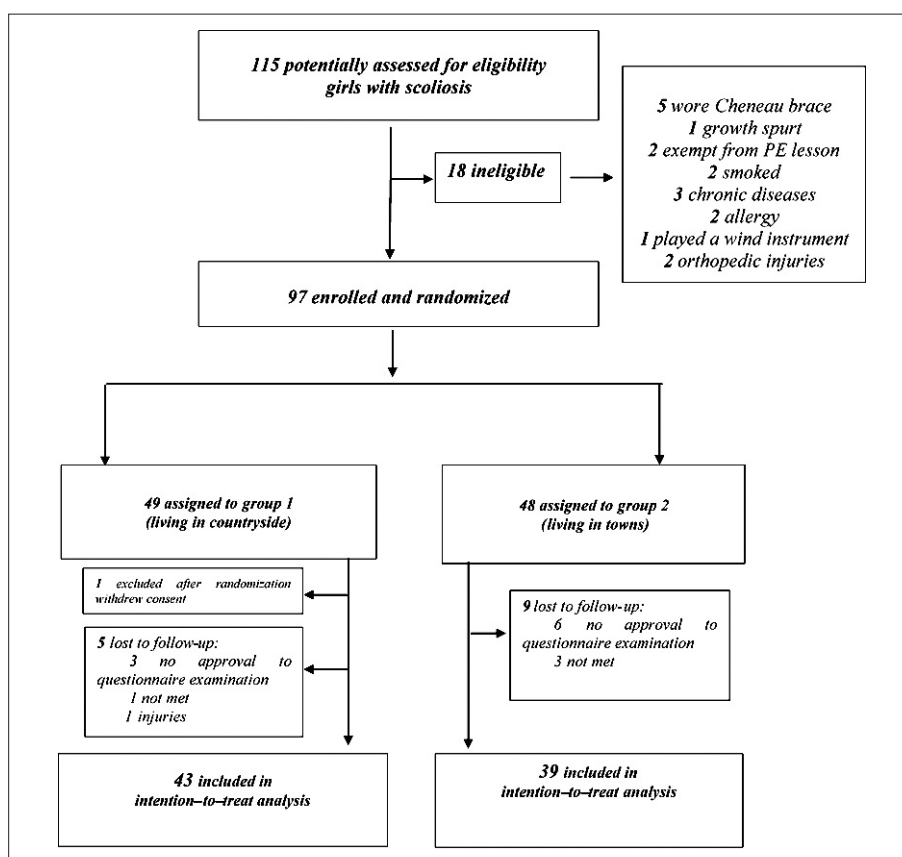 115 potentially assessed for eligibility
girls with scoliosis
5 wore Cheneau brace
1 growth spurt
2 exempt from PE lesson
2 smoked
3 chronic diseases
2 allergy
1 played a wind instrument
2 orthopedic injuries
18 ineligible
97 enrolled and randomized
49 assigned to group 1
(living in countryside)
48 assigned to group 2
(living in towns)
1 excluded after randomization
withdrew consent
5 lost to follow-up:
3 no approval to
questionnaire examination
1 not met
1 injuries
9 lost to follow-up:
6 no approval to
questionnaire examination
3 not met
43 included in
intention–to–treat analysis
39 included in
intention–to–treat analysis